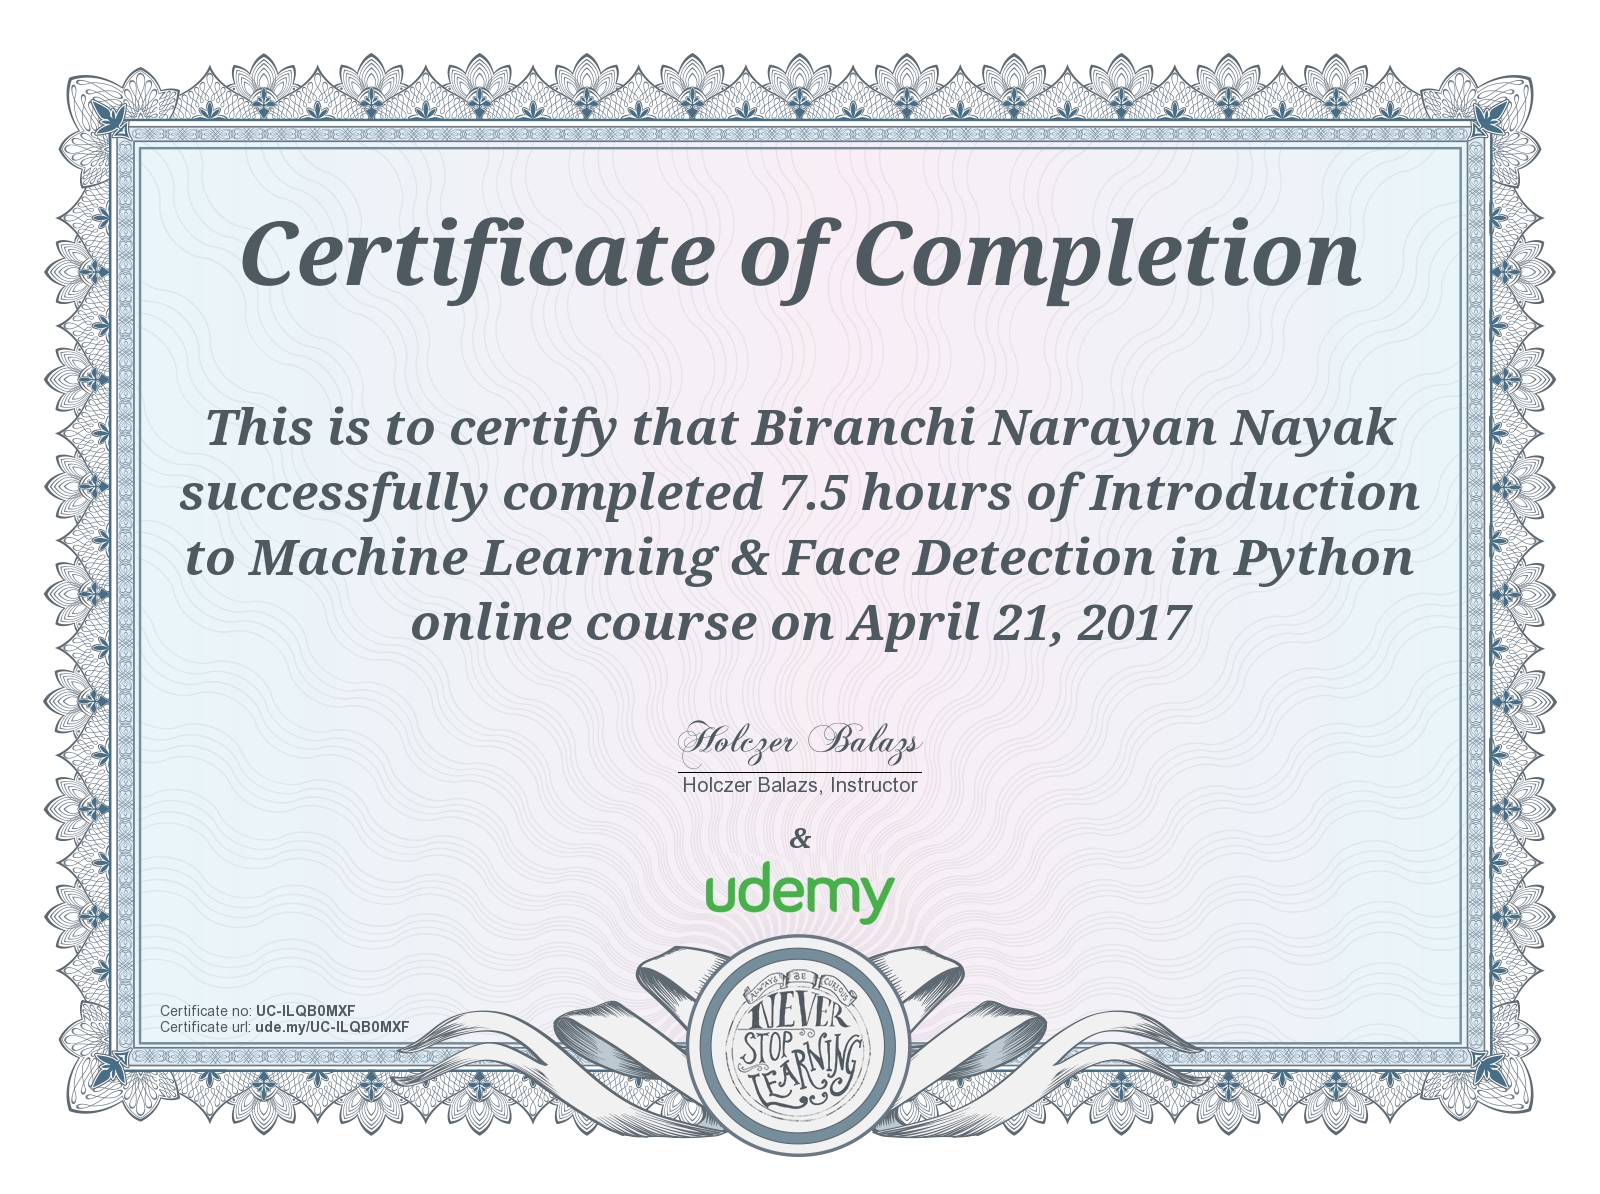 Certificate of Completion
This is to certify that Biranchi Narayan Nayak
successfully completed 7.5 hours of Introduction
to Machine Learning & Face Detection in Python
online course on April 21, 2017
Holczer Balazs
Holczer Balazs, Instructor
&
udemy
Certificate no: UC-ILQB0MXF
Certificate url: ude.my/UC-ILQB0MXF
ALWAYS BE CURIOUS
NEVER
STOP
LEARNING